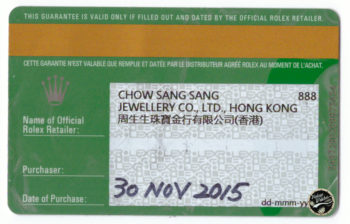 THIS GUARANTEE IS VALID ONLY IF FILLED OUT AND DATED BY THE OFFICIAL ROLEX RETAILER.
CETTE GARANTIE N'EST VALABLE QUE REMPLIE ET DATÉE PAR LE DISTRIBUTEUR AGRÉÉ ROLEX AU MOMENT DE L'ACHAT.
CHOW SANG SANG 888
JEWELLERY CO., LTD., HONG KONG
周生生珠寶金行有限公司(香港)
Name of Official
Rolex Retailer:
Purchaser:
Date of Purchase:
30 NOV 2015
dd-mmm-yy